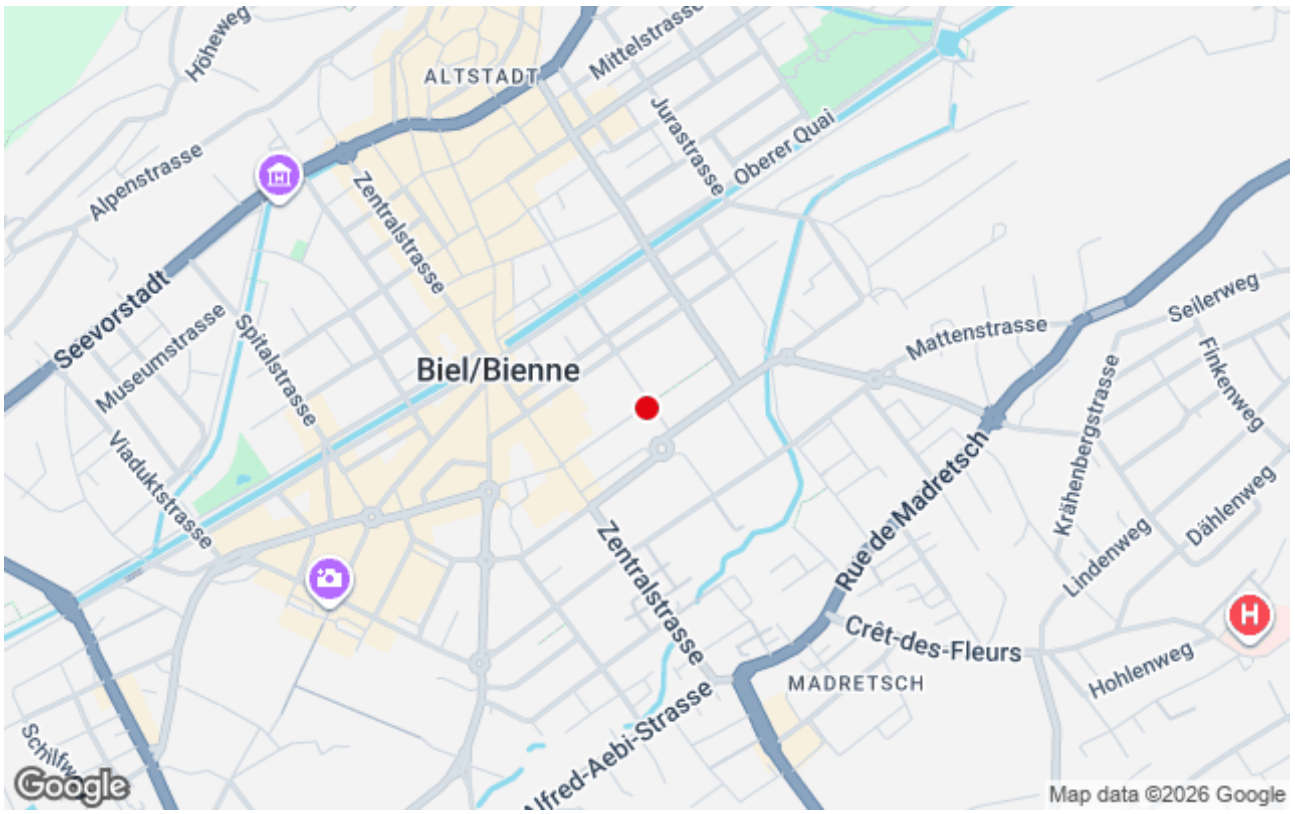 Höheweg
Mittelstrasse
ALTSTADT
Jurastrasse
Oberer Quai
Alpenstrasse
Zentralstrasse
Seevorstadt
Museumstrasse
Spitalstrasse
Biel/Bienne
Mattenstrasse
Seilerweg
Finkenweg
Krähenbergstrasse
Viaduktstrasse
Rue de Madretsch
Dählenweg
Lindenweg
Zentralstrasse
H
Crêt-des-Fleurs
Hohlenweg
MADRETSCH
Alfred-Aebi-Strasse
Schilfweg
Google
Map data ©2026 Google